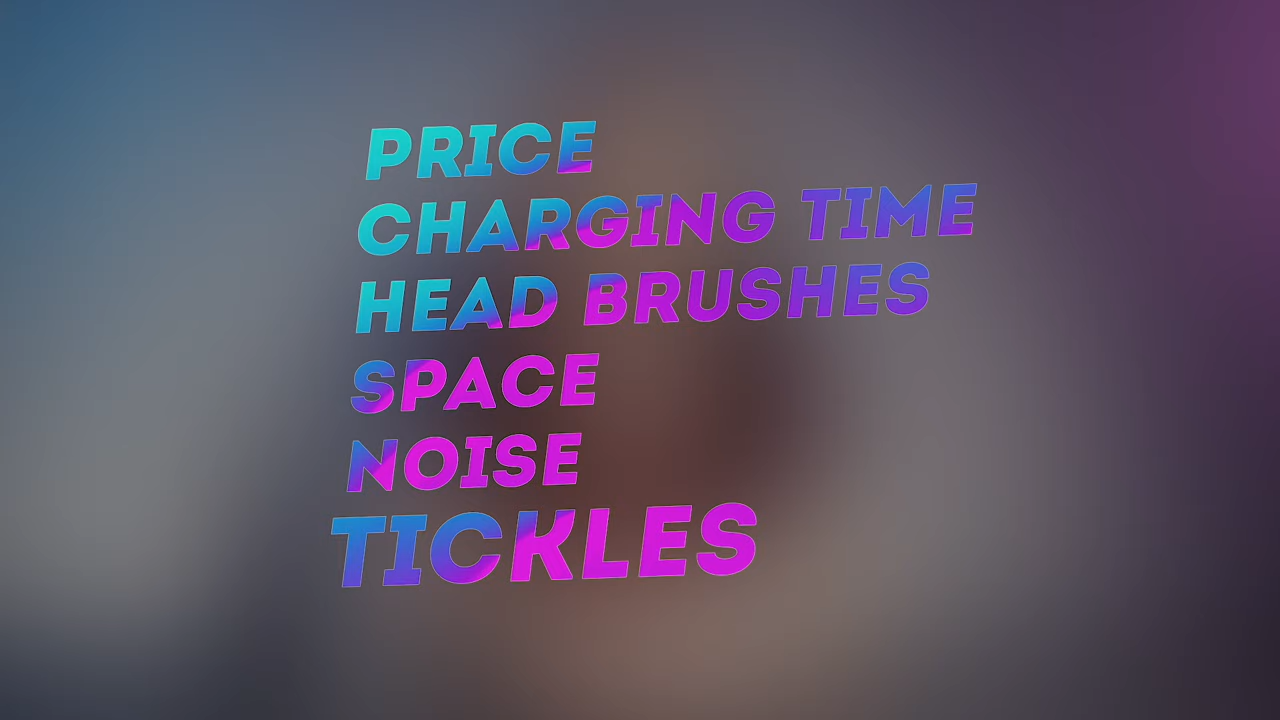 PRICE
CHARGING TIME
HEAD BRUSHES
SPACE
NOISE
TICKLES